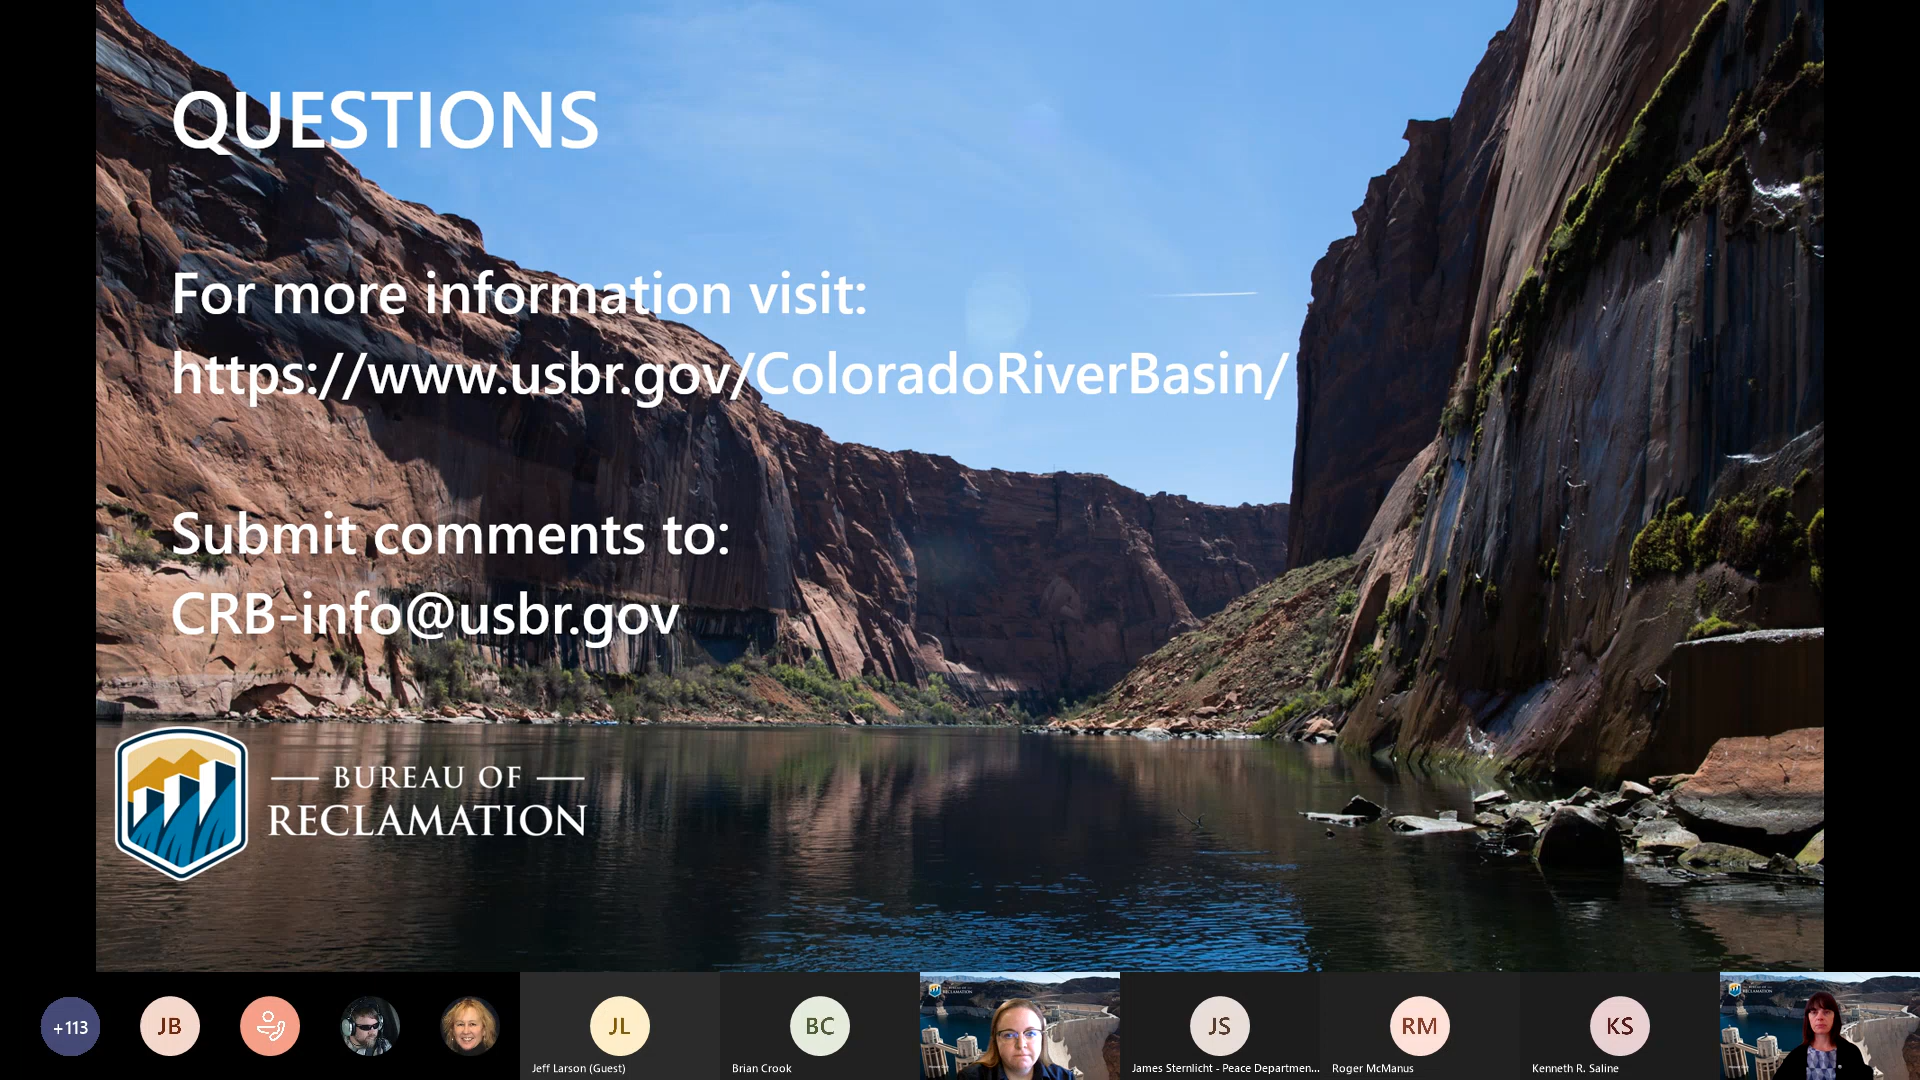 QUESTIONS
For more information visit:
https://www.usbr.gov/ColoradoRiverBasin/
Submit comments to:
CRB-info@usbr.gov
BUREAU OF
RECLAMATION
+113
JB
JL
Jeff Larson (Guest)
BC
Brian Crook
RECLAMATION
JS
James Sternlicht - Peace Departmen...
RM
Roger McManus
KS
Kenneth R. Saline
RECLAMATION